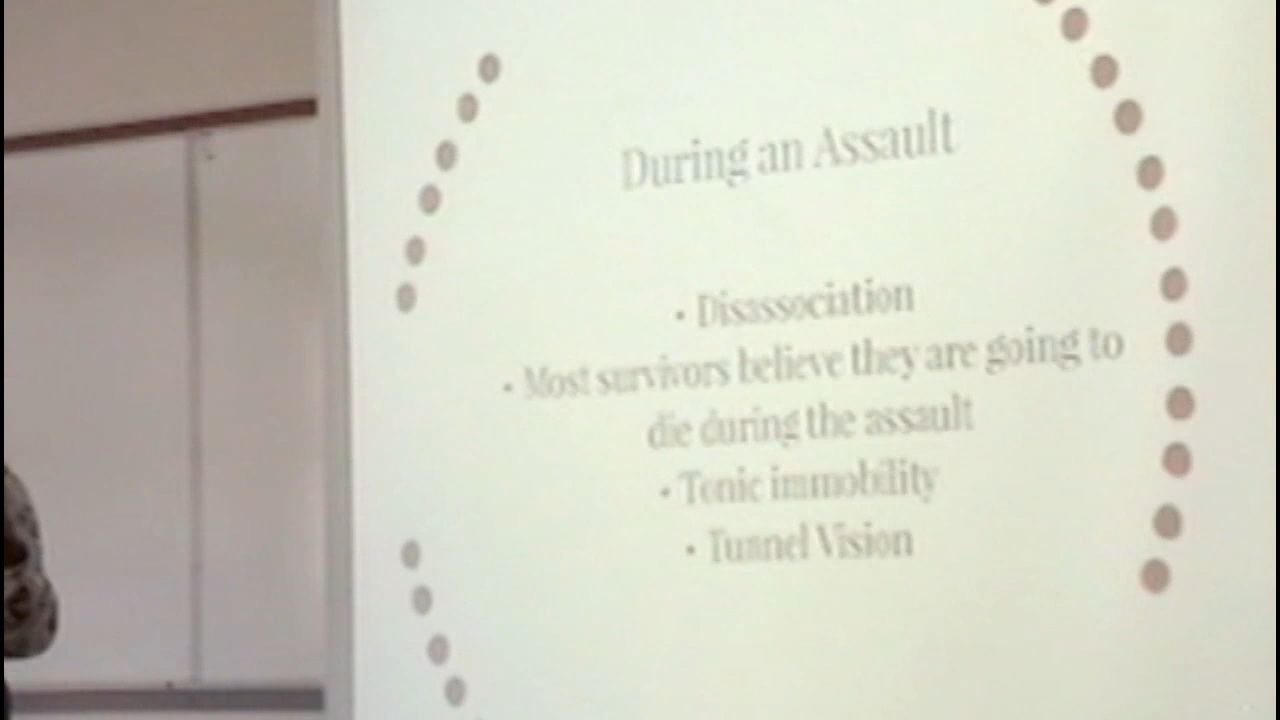 During an Assault
• Disassociation
• Most survivors believe they are going to
die during the assault
• Tonic immobility
• Tunnel Vision